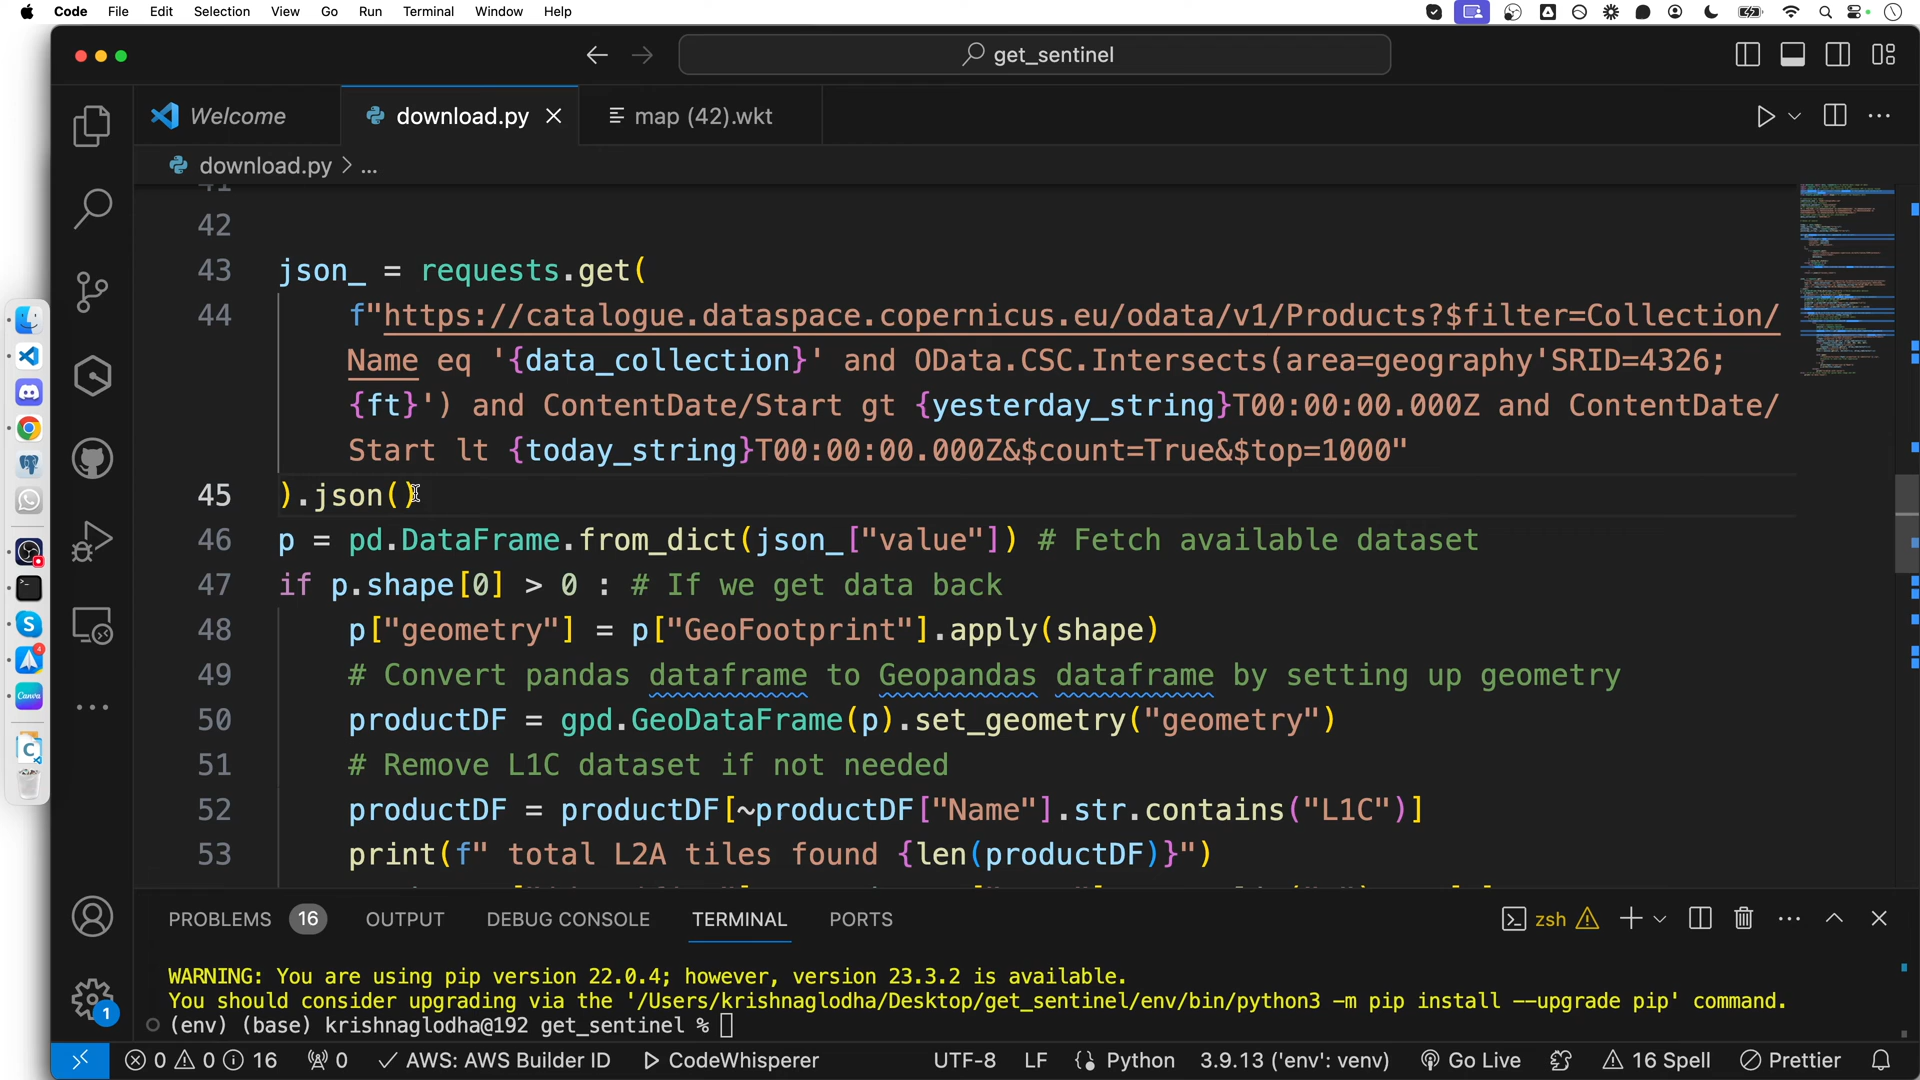 Code File Edit Selection View Go Run Terminal Window Help
get_sentinel
Welcome download.py map (42).wkt
download.py > ...
41
42
43 json_ = requests.get(
44 f"https://catalogue.dataspace.copernicus.eu/odata/v1/Products?$filter=Collection/
Name eq '{data_collection}' and OData.CSC.Intersects(area=geography'SRID=4326;
{ft}') and ContentDate/Start gt {yesterday_string}T00:00:00.000Z and ContentDate/
Start lt {today_string}T00:00:00.000Z&$count=True&$top=1000"
45 ).json()
46 p = pd.DataFrame.from_dict(json_["value"]) # Fetch available dataset
47 if p.shape[0] > 0 : # If we get data back
48 p["geometry"] = p["GeoFootprint"].apply(shape)
49 # Convert pandas dataframe to Geopandas dataframe by setting up geometry
50 productDF = gpd.GeoDataFrame(p).set_geometry("geometry")
51 # Remove L1C dataset if not needed
52 productDF = productDF[~productDF["Name"].str.contains("L1C")]
53 print(f" total L2A tiles found {len(productDF)}")
PROBLEMS 16 OUTPUT DEBUG CONSOLE TERMINAL PORTS zsh
WARNING: You are using pip version 22.0.4; however, version 23.3.2 is available.
You should consider upgrading via the '/Users/krishnaglodha/Desktop/get_sentinel/env/bin/python3 -m pip install --upgrade pip' command.
(env) (base) krishnaglodha@192 get_sentinel %
1
0 0 16 0 AWS: AWS Builder ID CodeWhisperer UTF-8 LF Python 3.9.13 ('env': venv) Go Live 16 Spell Prettier